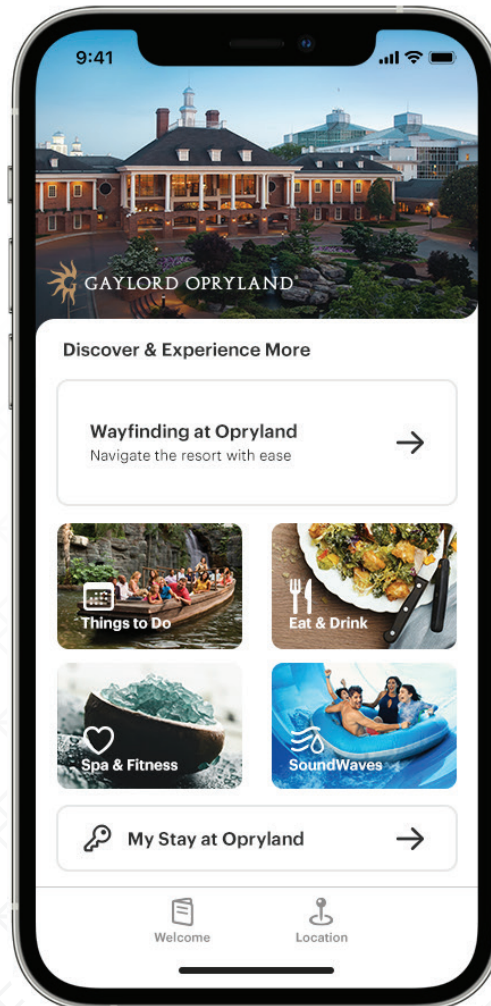 9:41
GAYLORD OPRYLAND®
Discover & Experience More
Wayfinding at Opryland
Navigate the resort with ease
Things to Do
Eat & Drink
Spa & Fitness
SoundWaves
My Stay at Opryland
Welcome
Location